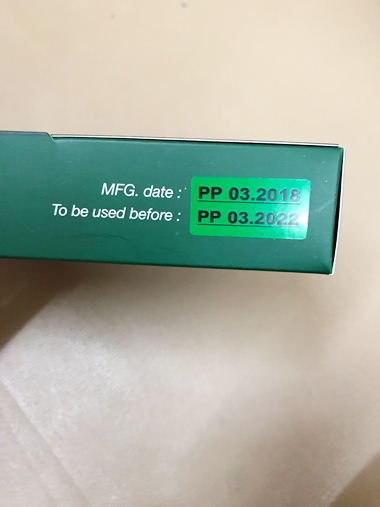 MFG. date : PP 03.2018
To be used before : PP 03.2022